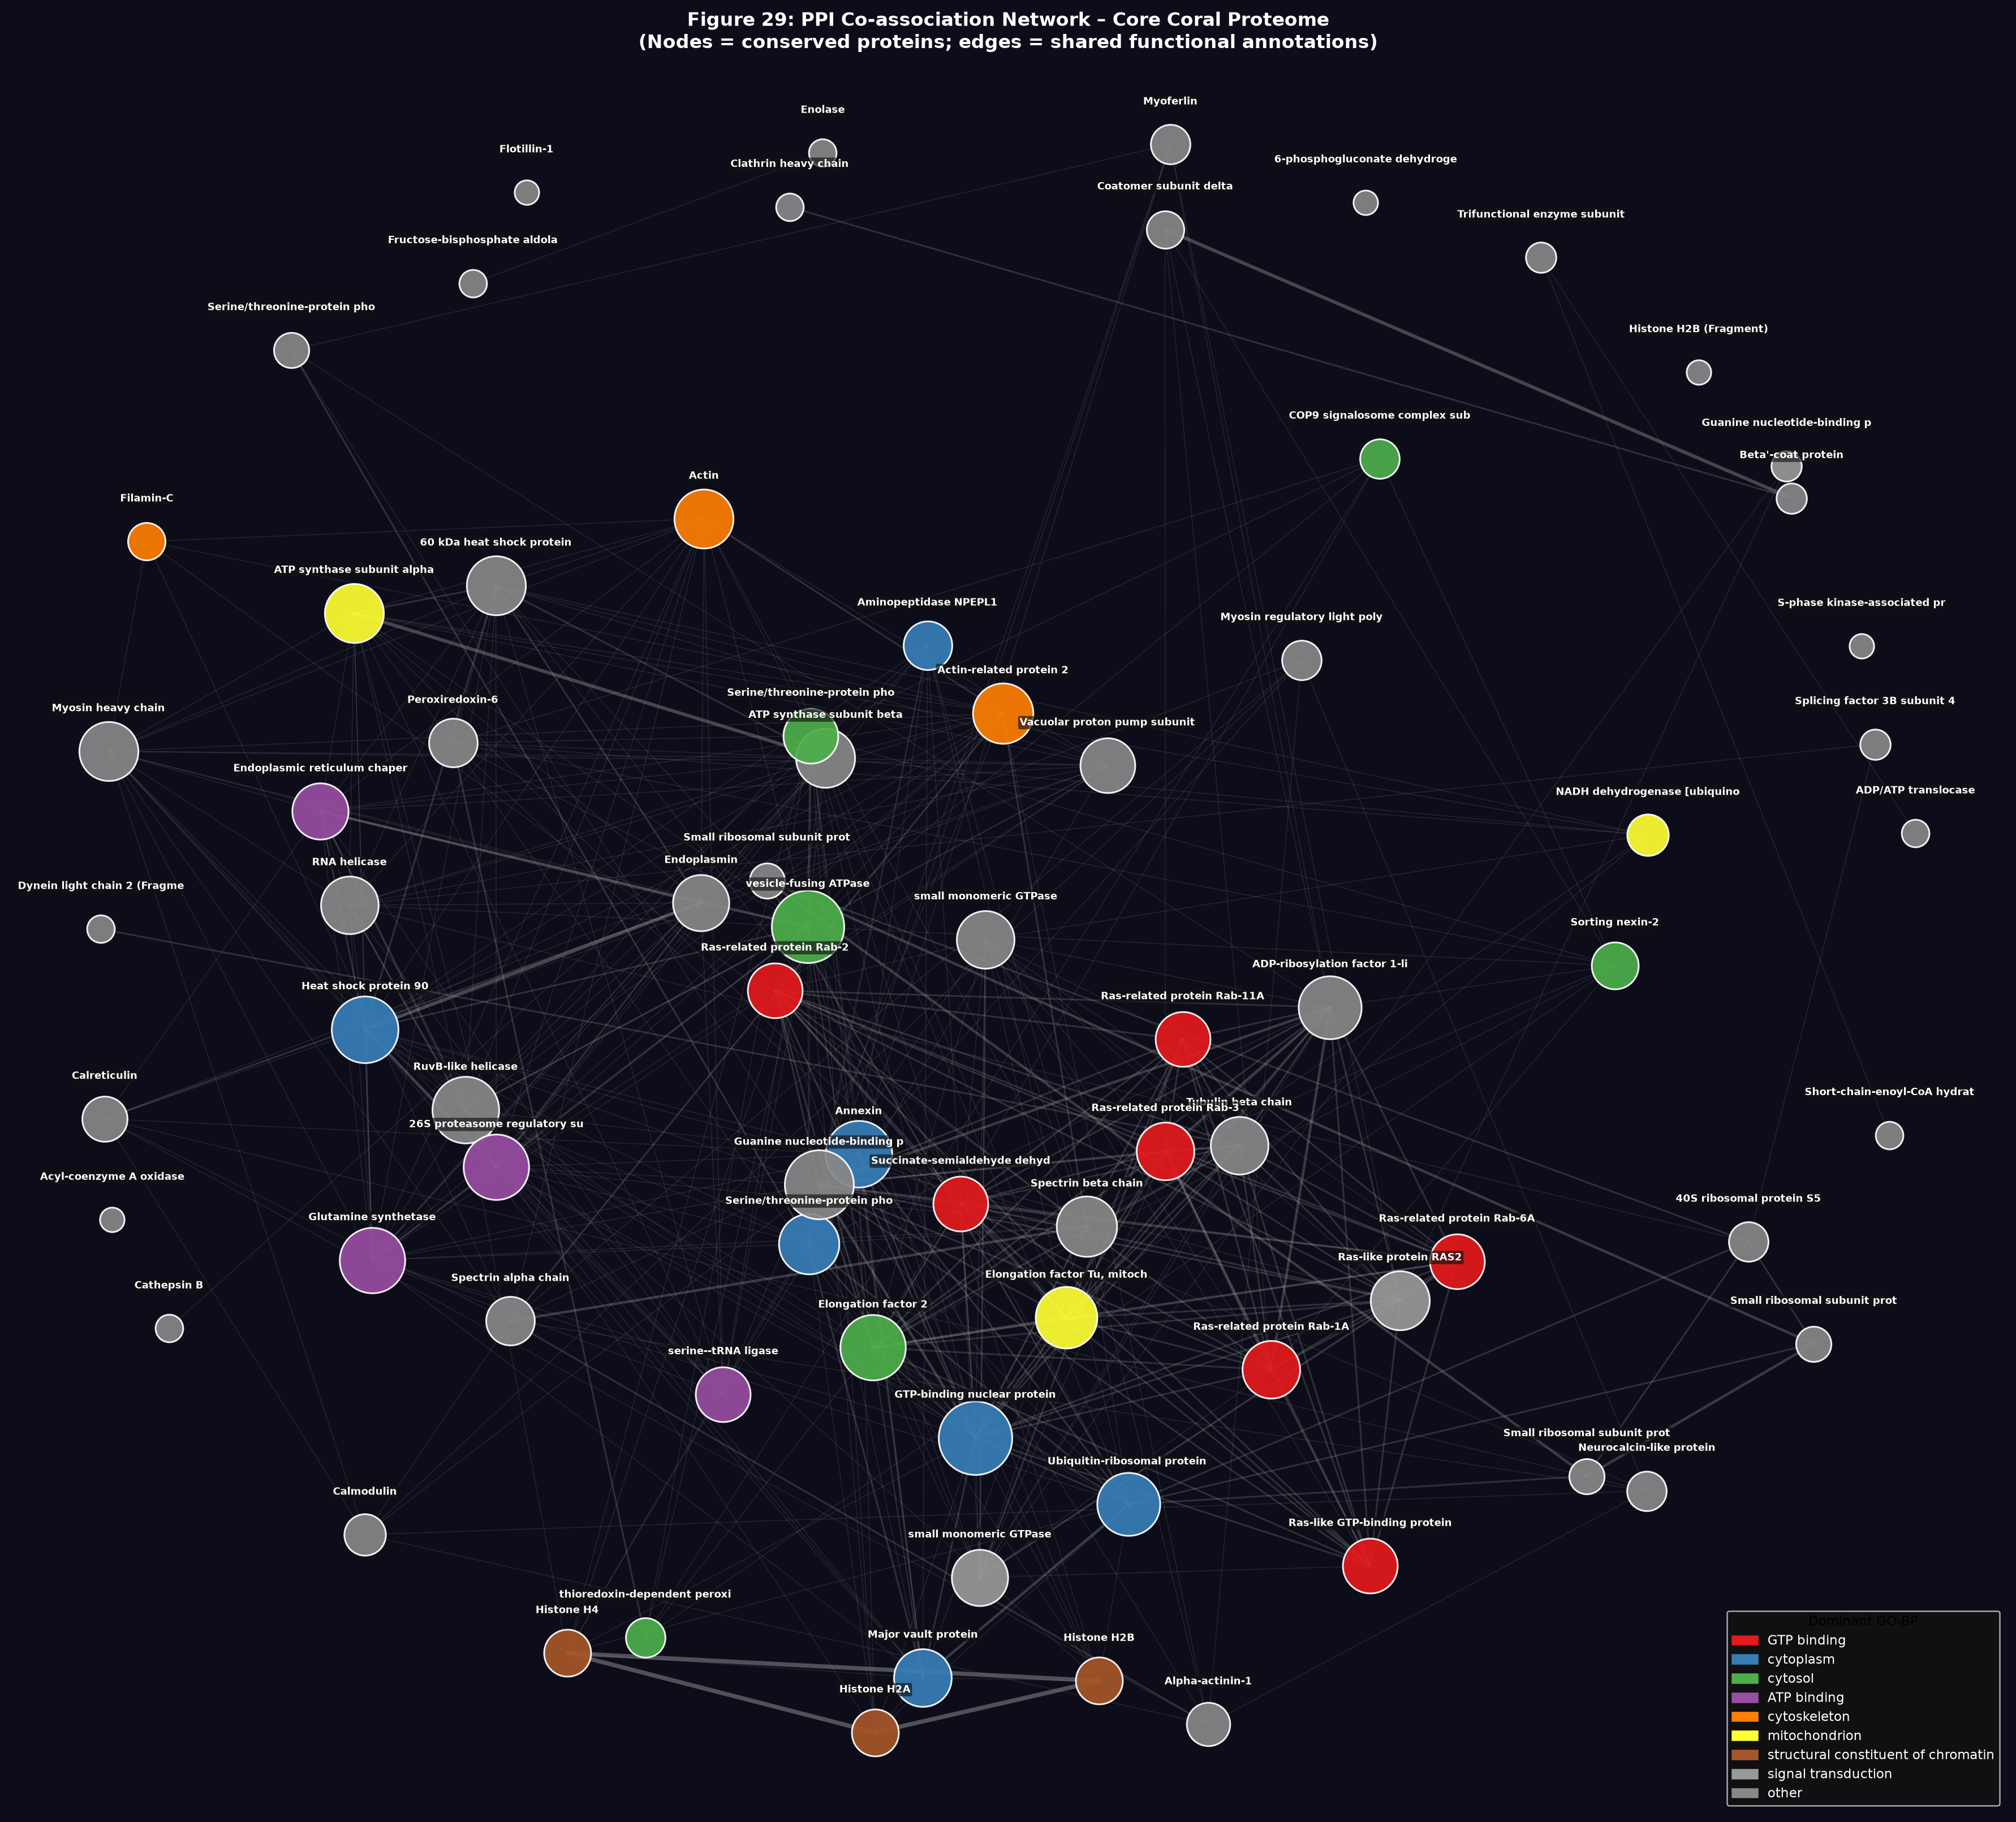 Figure 29: PPI Co-association Network – Core Coral Proteome
(Nodes = conserved proteins; edges = shared functional annotations)
Myoferlin
Enolase
Flotillin-1
Clathrin heavy chain
6-phosphogluconate dehydroge
Coatomer subunit delta
Trifunctional enzyme subunit
Fructose-bisphosphate aldola
Serine/threonine-protein pho
Histone H2B (Fragment)
COP9 signalosome complex sub
Guanine nucleotide-binding p
Beta'-coat protein
Actin
Filamin-C
60 kDa heat shock protein
ATP synthase subunit alpha
Aminopeptidase NPEPL1
S-phase kinase-associated pr
Myosin regulatory light poly
Actin-related protein 2
Serine/threonine-protein pho
Peroxiredoxin-6
Splicing factor 3B subunit 4
Myosin heavy chain
ATP synthase subunit beta
Vacuolar proton pump subunit
Endoplasmic reticulum chaper
NADH dehydrogenase [ubiquino
ADP/ATP translocase
Small ribosomal subunit prot
Endoplasmin
RNA helicase
Dynein light chain 2 (Fragme
vesicle-fusing ATPase
small monomeric GTPase
Sorting nexin-2
Ras-related protein Rab-2
ADP-ribosylation factor 1-li
Heat shock protein 90
Ras-related protein Rab-11A
RuvB-like helicase
Calreticulin
Short-chain-enoyl-CoA hydrat
Tubulin beta chain
Ras-related protein Rab-3
Annexin
26S proteasome regulatory su
Guanine nucleotide-binding p
Succinate-semialdehyde dehyd
Acyl-coenzyme A oxidase
Spectrin beta chain
Serine/threonine-protein pho
40S ribosomal protein S5
Glutamine synthetase
Ras-related protein Rab-6A
Ras-like protein RAS2
Elongation factor Tu, mitoch
Spectrin alpha chain
Cathepsin B
Small ribosomal subunit prot
Elongation factor 2
Ras-related protein Rab-1A
serine--tRNA ligase
GTP-binding nuclear protein
Small ribosomal subunit prot
Neurocalcin-like protein
Ubiquitin-ribosomal protein
Calmodulin
Ras-like GTP-binding protein
small monomeric GTPase
thioredoxin-dependent peroxi
Histone H4
Major vault protein
Histone H2B
Alpha-actinin-1
Histone H2A
Dominant GO-BP
GTP binding
cytoplasm
cytosol
ATP binding
cytoskeleton
mitochondrion
structural constituent of chromatin
signal transduction
other